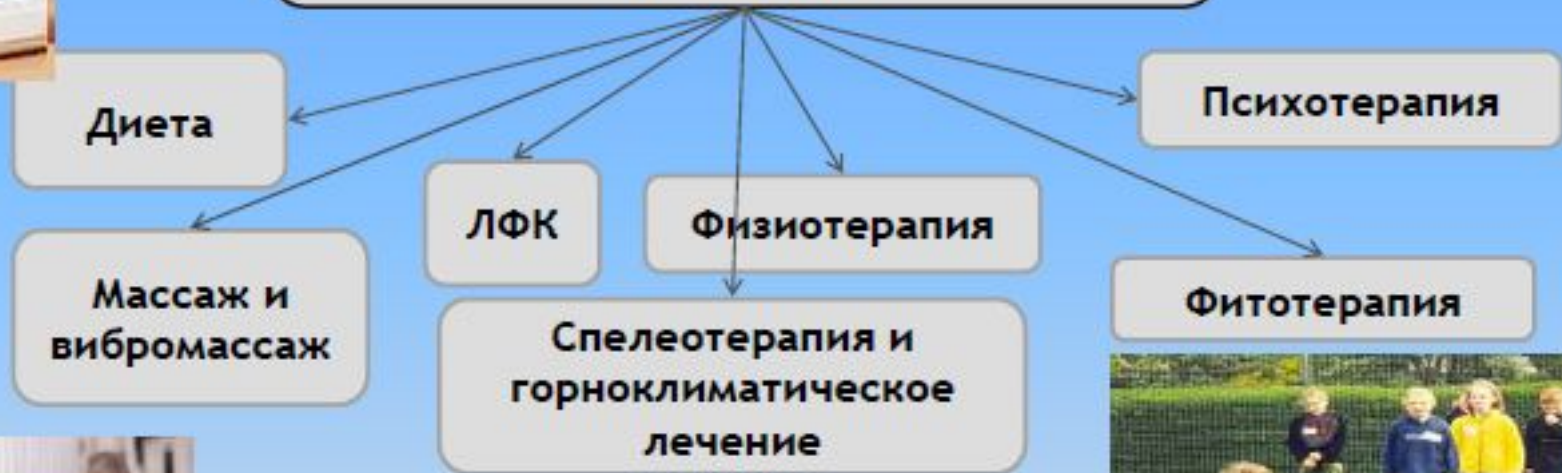 Диета
Психотерапия
ЛФК
Физиотерапия
Массаж и
вибромассаж
Фитотерапия
Спелеотерапия и
горноклиматическое
лечение